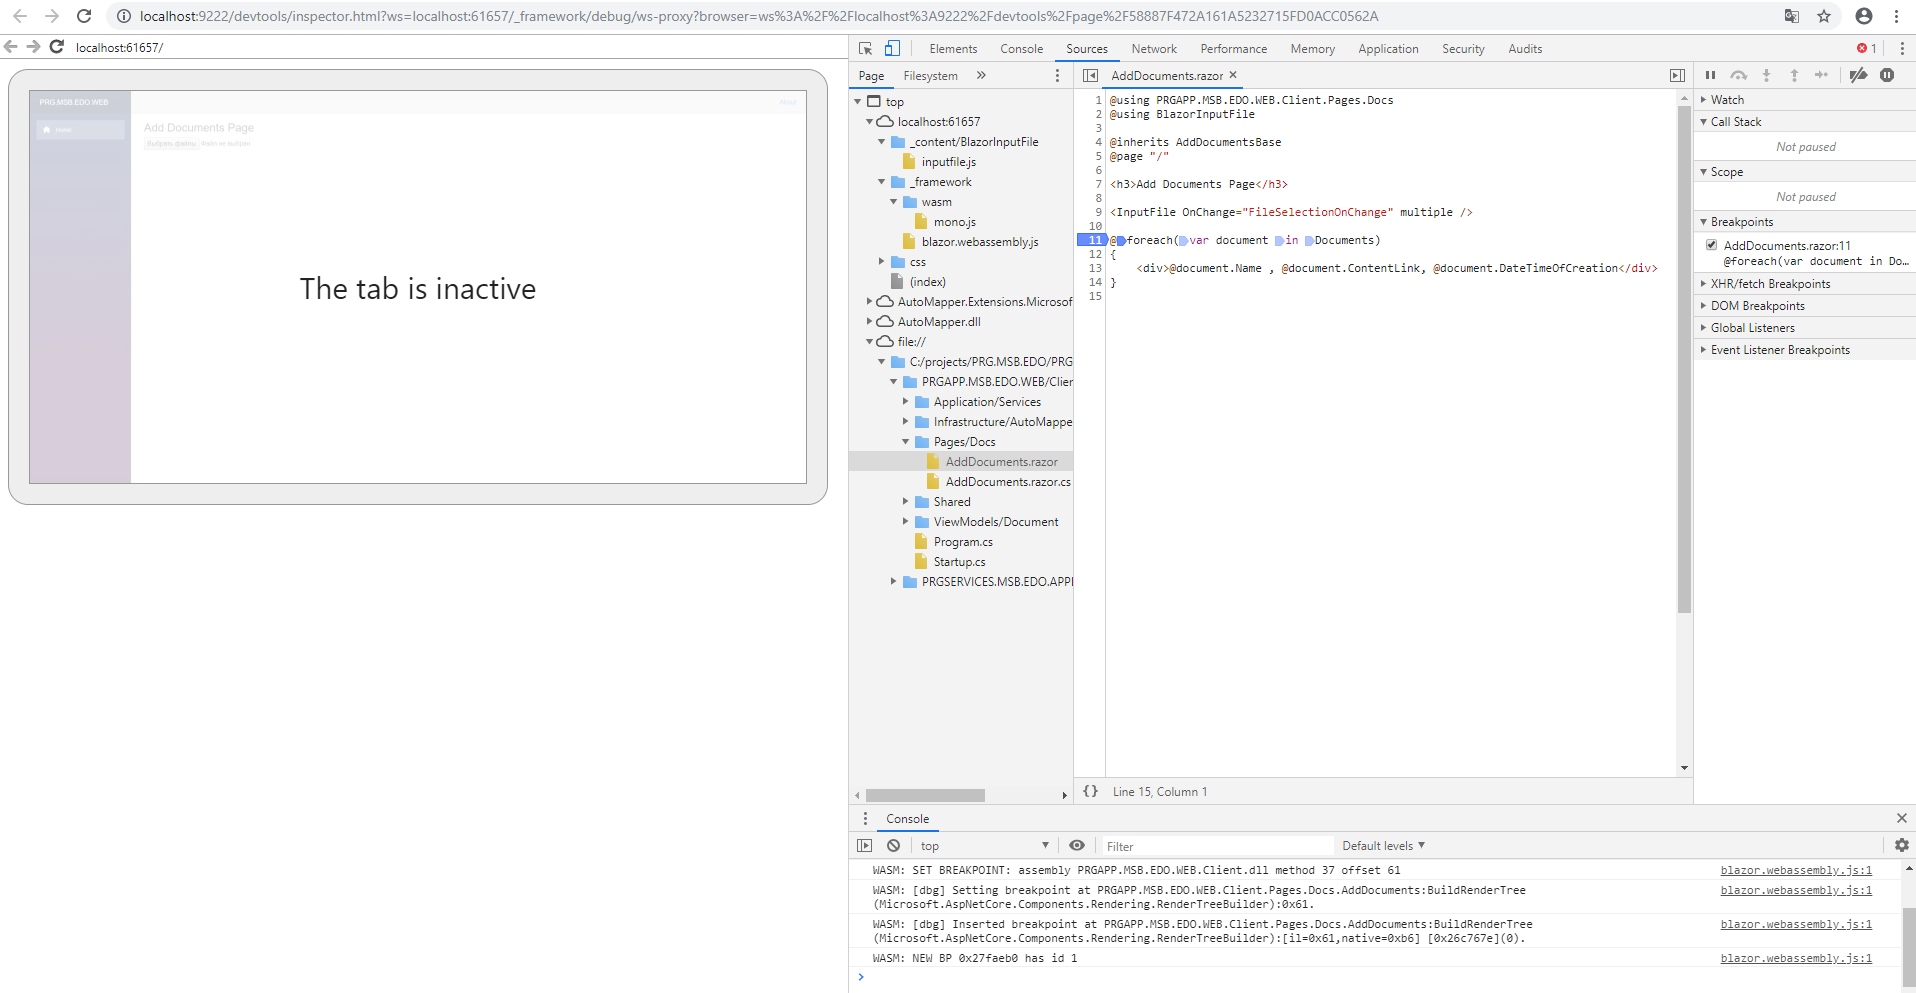 localhost:9222/devtools/inspector.html?ws=localhost:61657/_framework/debug/ws-proxy?browser=ws%3A%2F%2Flocalhost%3A9222%2Fdevtools%2Fpage%2F58887F472A161A5232715FD0ACC0562A
localhost:61657/
PRG.MSB.EDO.WEB
About
Home
Add Documents Page
Выбрать файлы Файл не выбран
The tab is inactive
Elements Console Sources Network Performance Memory Application Security Audits 1
Page Filesystem »
top
localhost:61657
_content/BlazorInputFile
inputfile.js
_framework
wasm
mono.js
blazor.webassembly.js
css
(index)
AutoMapper.Extensions.Microsof
AutoMapper.dll
file://
C:/projects/PRG.MSB.EDO/PRG
PRGAPP.MSB.EDO.WEB/Clier
Application/Services
Infrastructure/AutoMappe
Pages/Docs
AddDocuments.razor
AddDocuments.razor.cs
Shared
ViewModels/Document
Program.cs
Startup.cs
PRGSERVICES.MSB.EDO.APPI
AddDocuments.razor ×
1 @using PRGAPP.MSB.EDO.WEB.Client.Pages.Docs
2 @using BlazorInputFile
3
4 @inherits AddDocumentsBase
5 @page "/"
6
7 <h3>Add Documents Page</h3>
8
9 <InputFile OnChange="FileSelectionOnChange" multiple />
10
11 @foreach(var document in Documents)
12 {
13 <div>@document.Name , @document.ContentLink, @document.DateTimeOfCreation</div>
14 }
15
{} Line 15, Column 1
Watch
Call Stack
Not paused
Scope
Not paused
Breakpoints
AddDocuments.razor:11
@foreach(var document in Do…
XHR/fetch Breakpoints
DOM Breakpoints
Global Listeners
Event Listener Breakpoints
Console
top Filter Default levels
WASM: SET BREAKPOINT: assembly PRGAPP.MSB.EDO.WEB.Client.dll method 37 offset 61 blazor.webassembly.js:1
WASM: [dbg] Setting breakpoint at PRGAPP.MSB.EDO.WEB.Client.Pages.Docs.AddDocuments:BuildRenderTree blazor.webassembly.js:1
(Microsoft.AspNetCore.Components.Rendering.RenderTreeBuilder):0x61.
WASM: [dbg] Inserted breakpoint at PRGAPP.MSB.EDO.WEB.Client.Pages.Docs.AddDocuments:BuildRenderTree blazor.webassembly.js:1
(Microsoft.AspNetCore.Components.Rendering.RenderTreeBuilder):[il=0x61,native=0xb6] [0x26c767e](0).
WASM: NEW BP 0x27faeb0 has id 1 blazor.webassembly.js:1